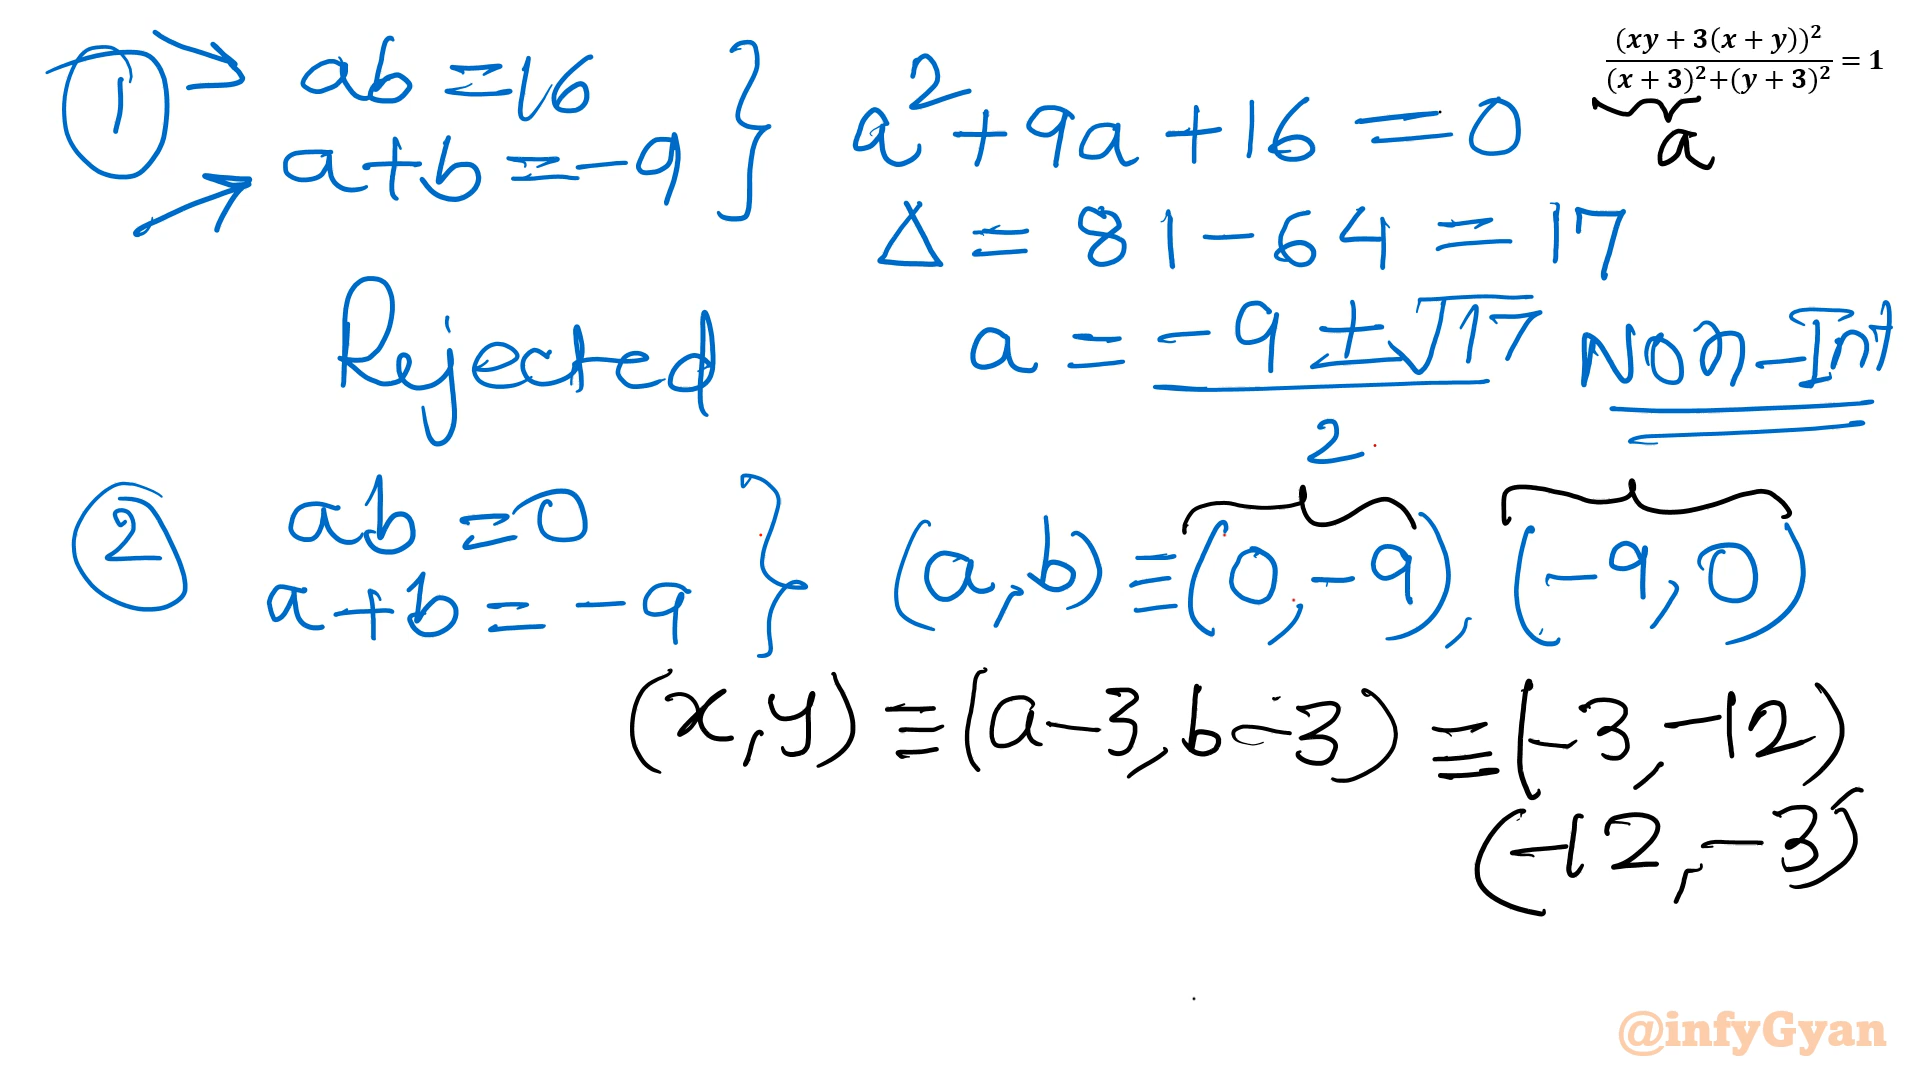 (xy + 3(x + y))² / (x + 3)²+(y + 3)² = 1
a
① ab = 16
a + b = -9 } a² + 9a + 16 = 0
Δ = 81 - 64 = 17
Rejected
a = (-9 ± √17) / 2 Non-Int
② ab = 0
a + b = -9 } (a, b) ≡ (0, -9), (-9, 0)
(x, y) ≡ (a - 3, b - 3) ≡ (-3, -12)
(-12, -3)
@infyGyan